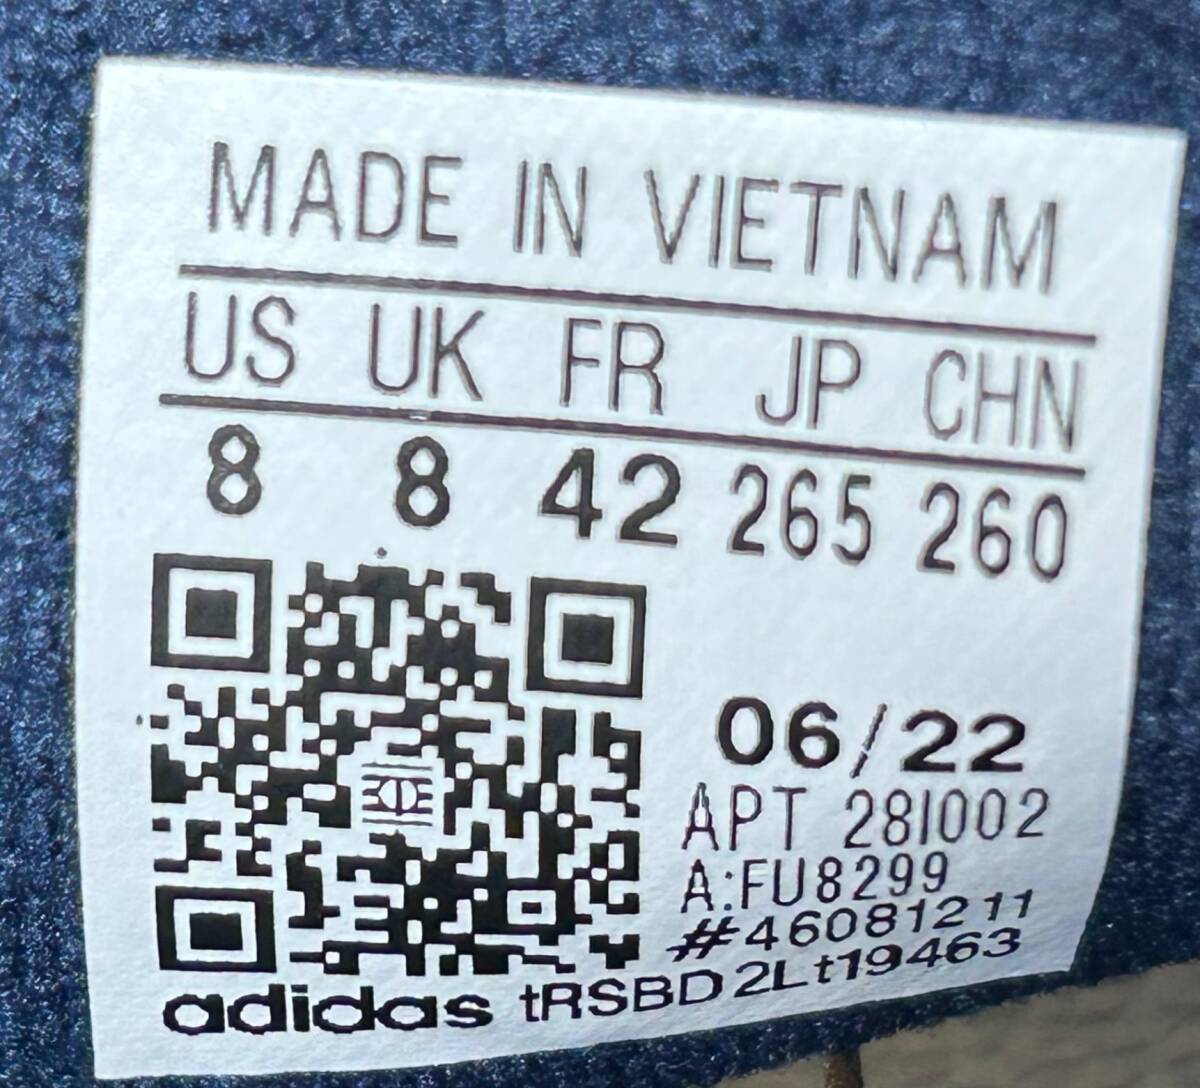 MADE IN VIETNAM
US UK FR JP CHN
8 8 42 265 260
06/22
APT 28I002
A:FU8299
#46081211
adidas tRSBD2Lt19463